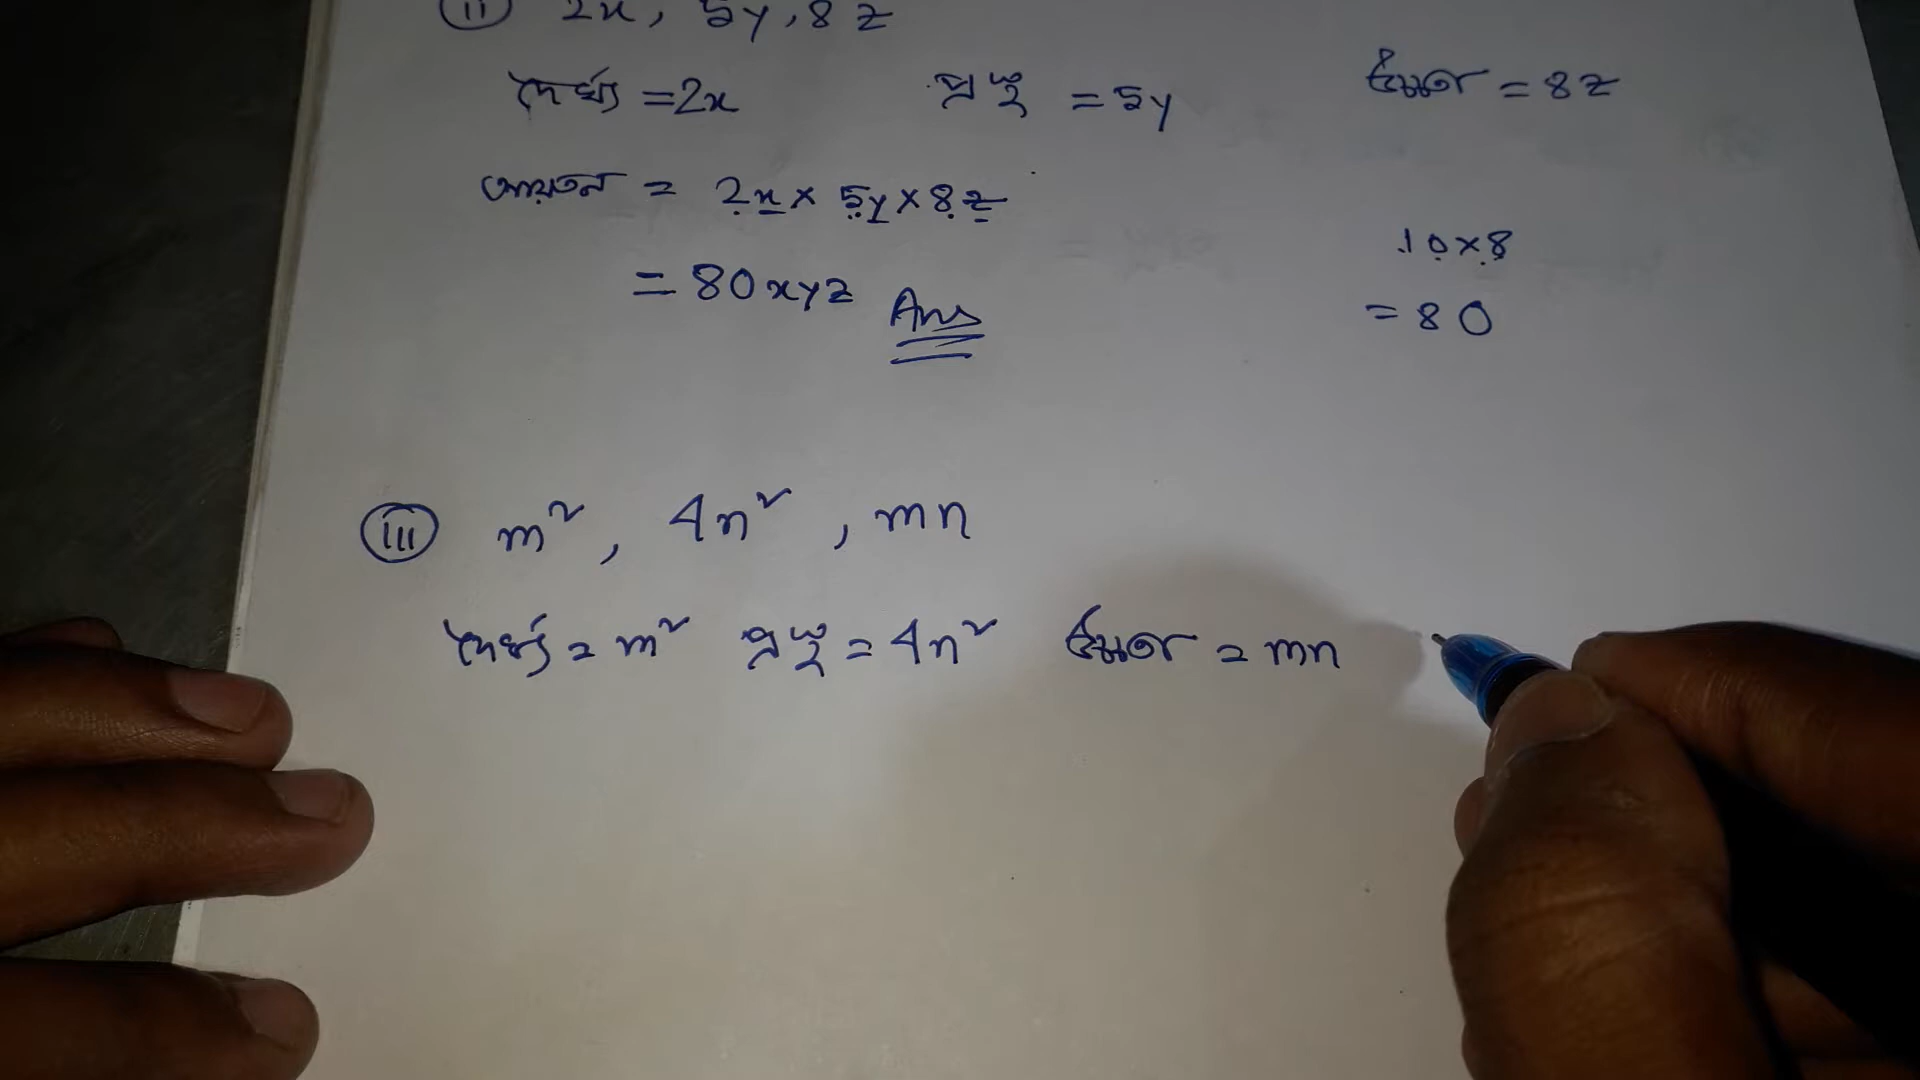 (ii) 2x, 5y, 8z
দৈর্ঘ্য = 2x প্রস্থ = 5y উচ্চতা = 8z
আয়তন = 2x × 5y × 8z
10×8
= 80xyz Ans
= 80
(iii) m², 4n², mn
দৈর্ঘ্য = m² প্রস্থ = 4n² উচ্চতা = mn